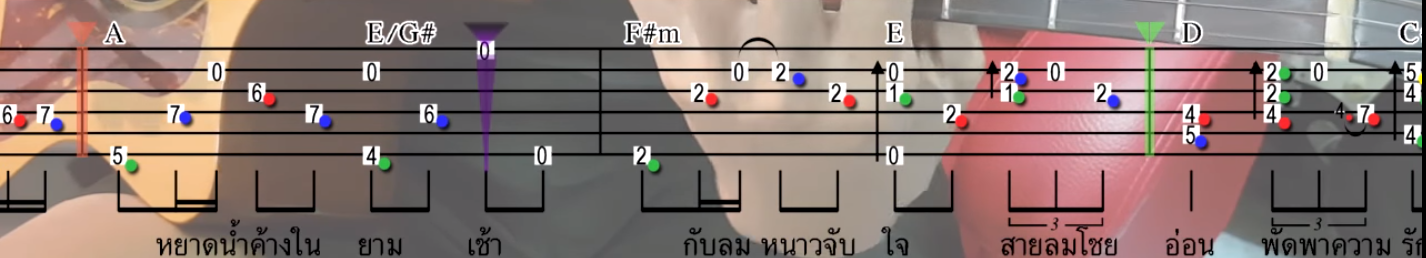 A E/G# F#m E D C
0
0 0 0 2 0 2 0 2 0 5
6 2 2 1 1 2 2 4
6 7 7 7 6 2 4 4 4 7
5 4
5 4 0 2 0
3 3
หยาดน้ำค้างใน ยาม เช้า กับลม หนาวจับ ใจ สายลมโชย อ่อน พัดพาความ รัก